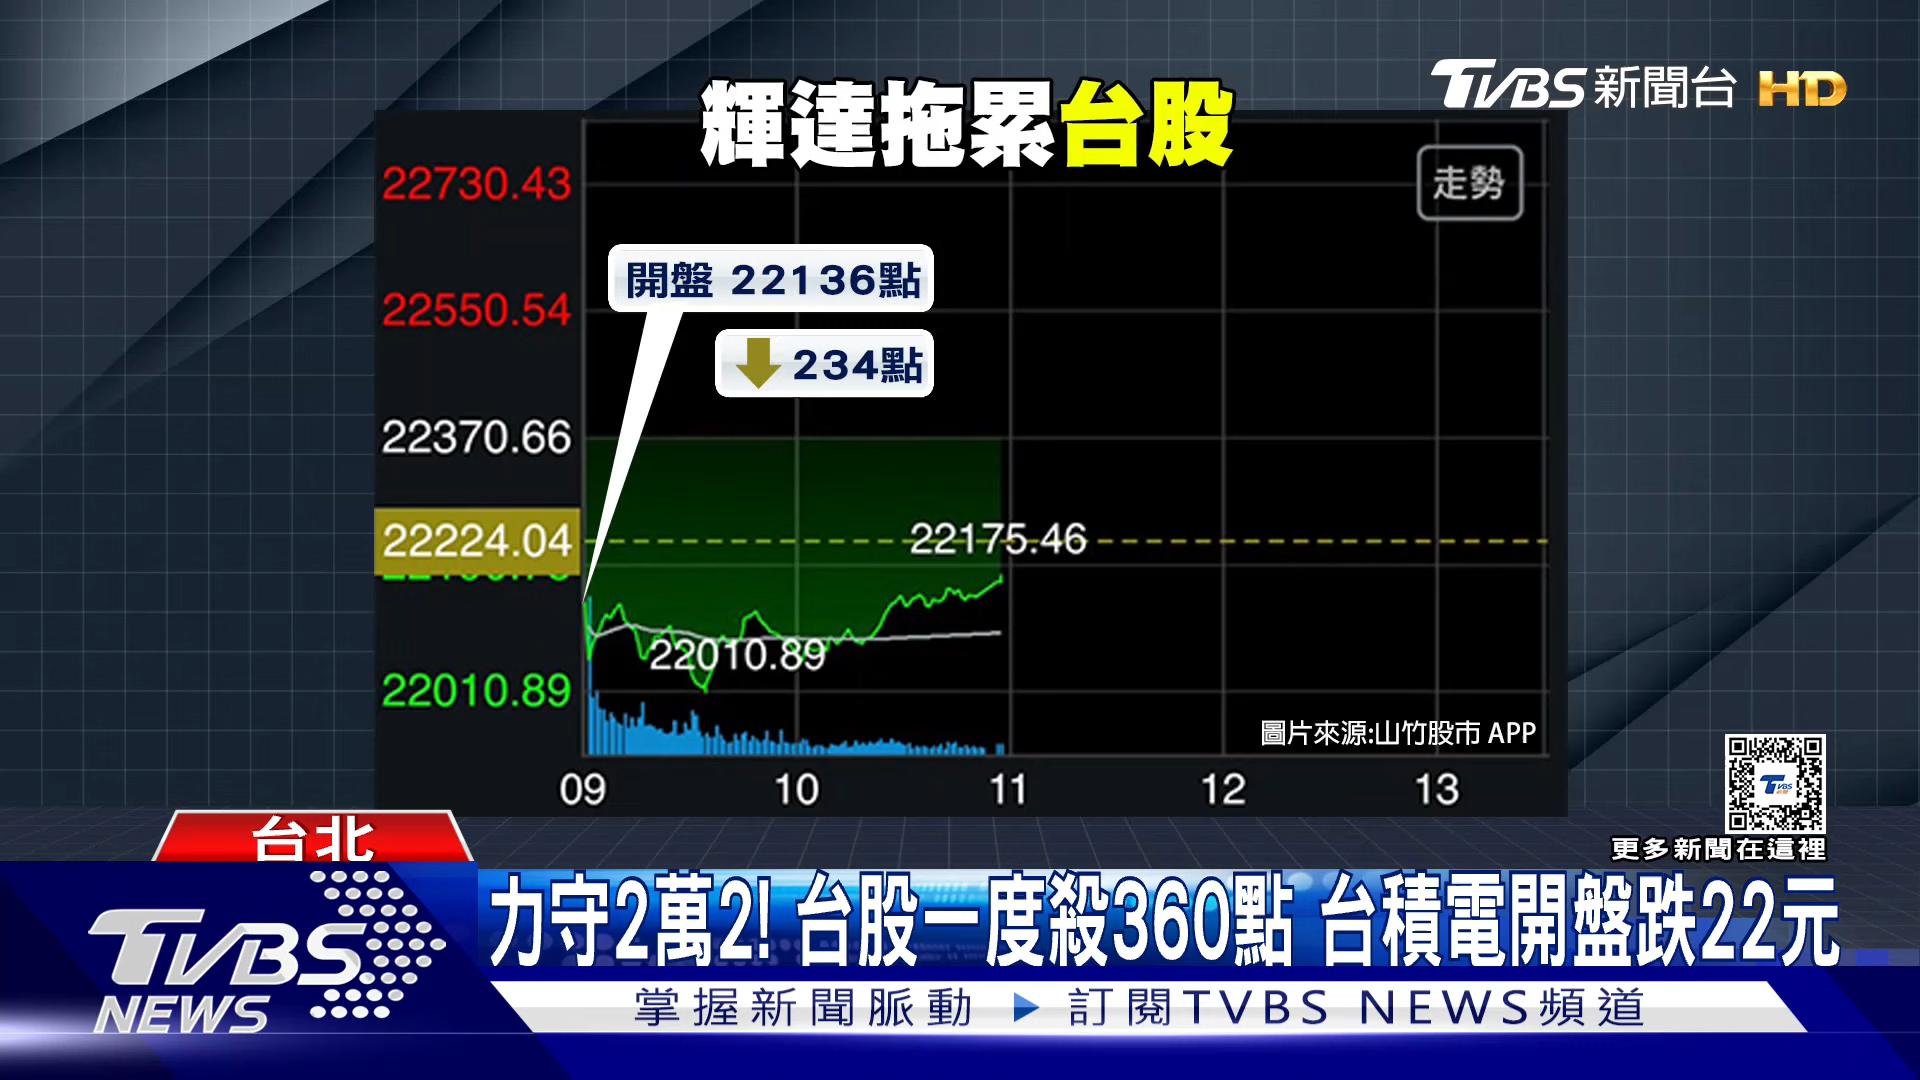 TVBS新聞台 HD
輝達拖累台股
走勢
22730.43
開盤 22136點
22550.54
234點
22370.66
22224.04
22175.46
22010.89
22010.89
圖片來源:山竹股市 APP
09 10 11 12 13
TVBS
更多新聞在這裡
台北
力守2萬2! 台股一度殺360點 台積電開盤跌22元
TVBS
NEWS
掌握新聞脈動 ▶ 訂閱TVBS NEWS頻道